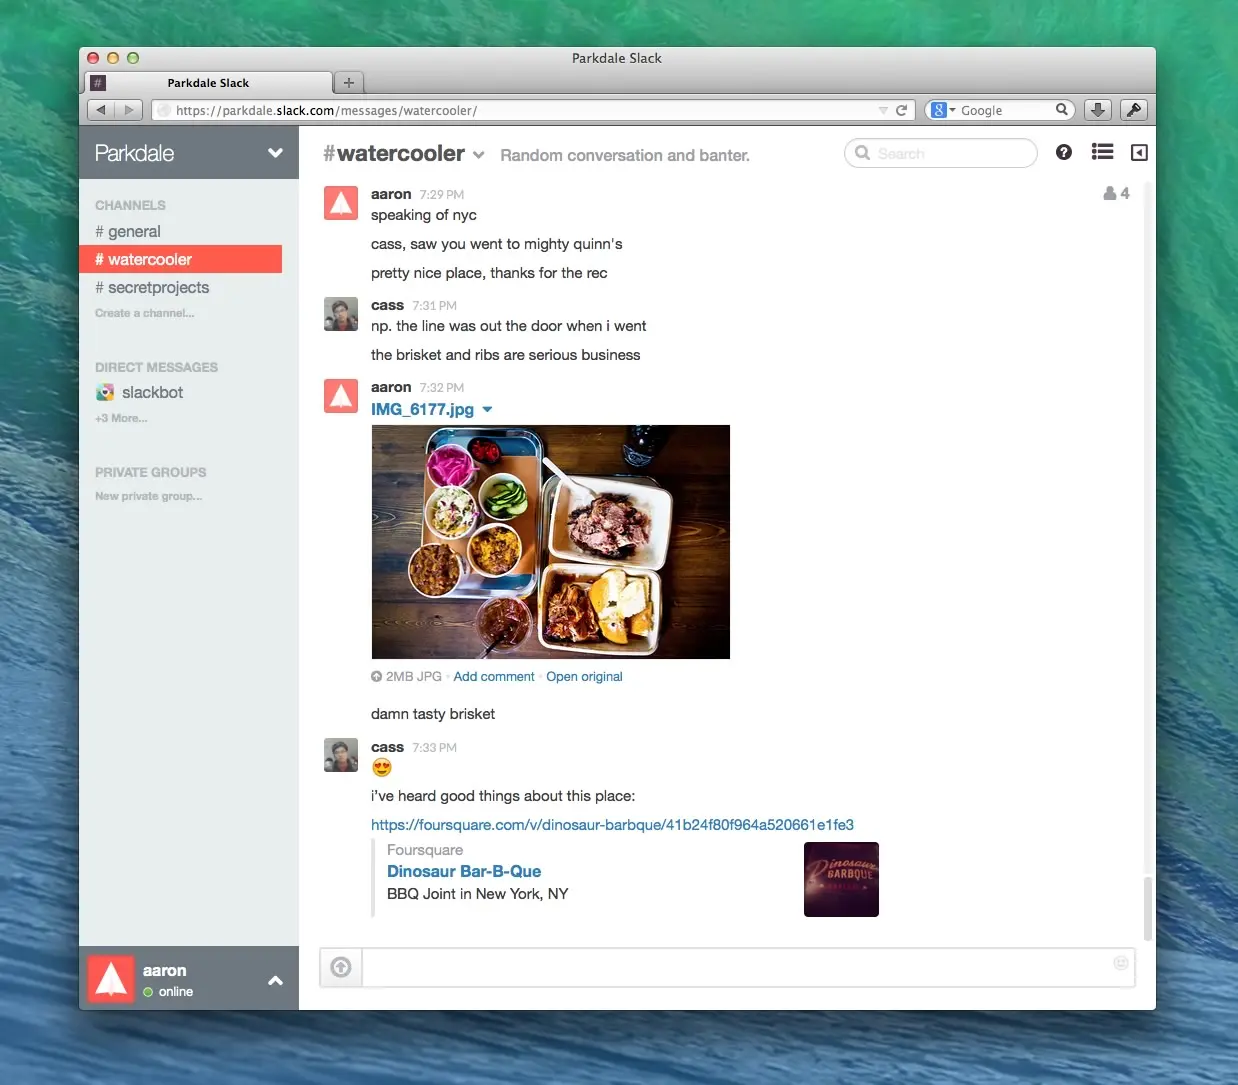 Parkdale Slack
#
Parkdale Slack
https://parkdale.slack.com/messages/watercooler/
8
Google
Parkdale
#watercooler
Random conversation and banter.
Search
4
CHANNELS
# general
# watercooler
# secretprojects
Create a channel...
DIRECT MESSAGES
slackbot
+3 More...
PRIVATE GROUPS
New private group...
aaron
online
aaron 7:29 PM
speaking of nyc
cass, saw you went to mighty quinn's
pretty nice place, thanks for the rec
cass 7:31 PM
np. the line was out the door when i went
the brisket and ribs are serious business
aaron 7:32 PM
IMG_6177.jpg
2MB JPG · Add comment · Open original
damn tasty brisket
cass 7:33 PM
i've heard good things about this place:
https://foursquare.com/v/dinosaur-barbque/41b24f80f964a520661e1fe3
Foursquare
Dinosaur Bar-B-Que
BBQ Joint in New York, NY
Dinosaur
BARBQUE